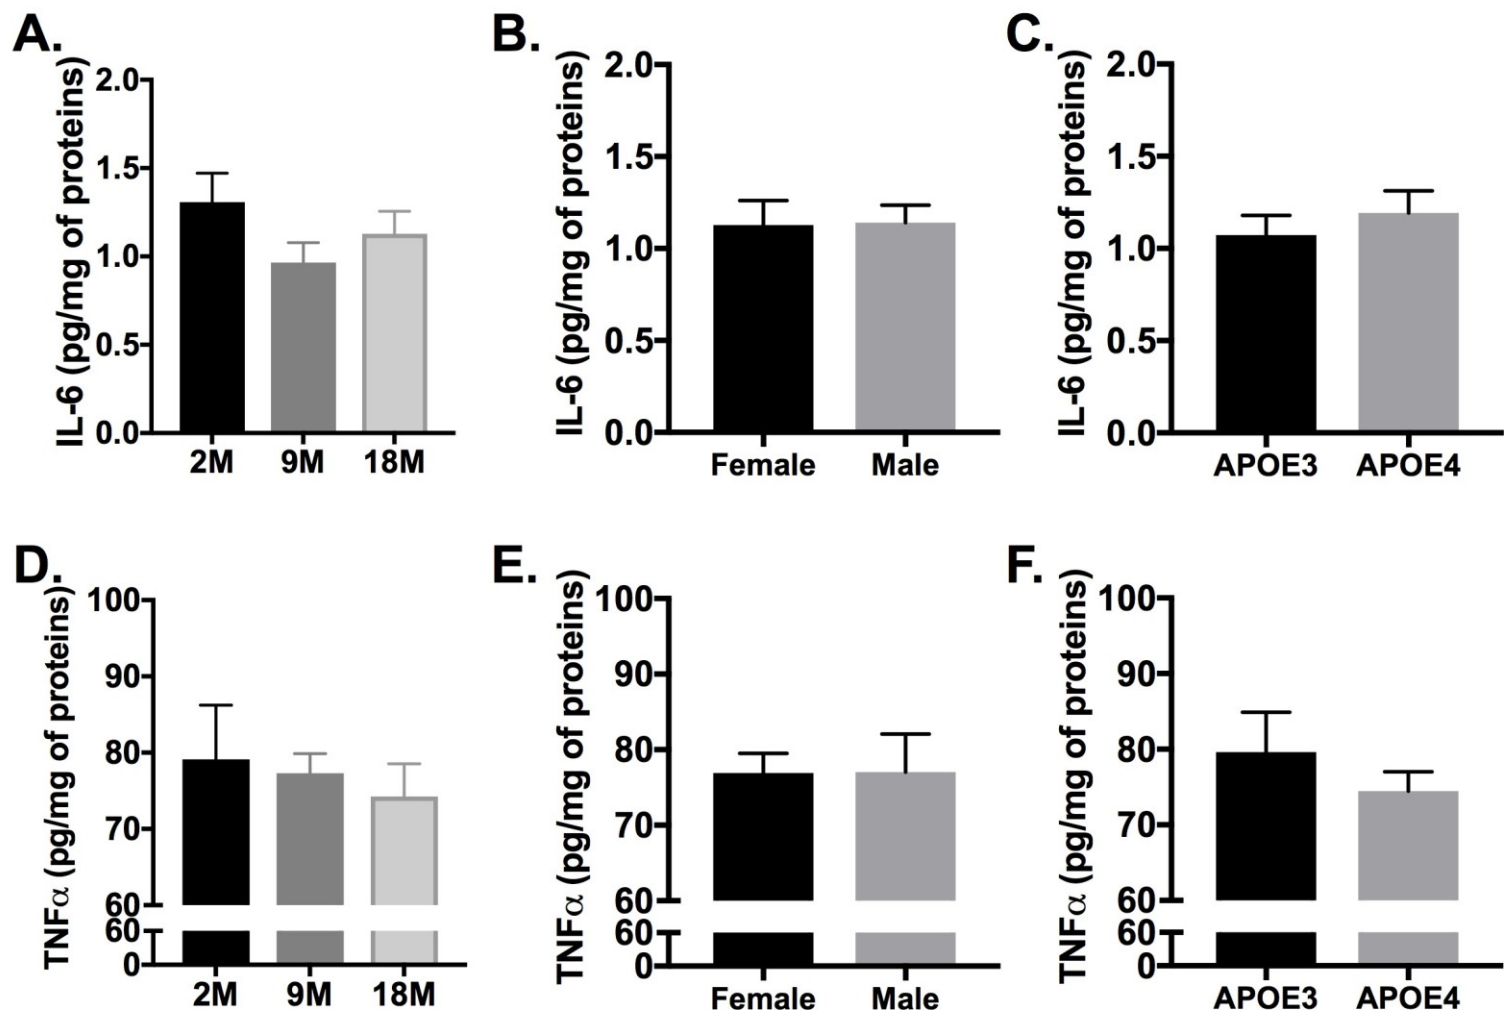 A.
IL-6 (pg/mg of proteins)
2.0
1.5
1.0
0.5
0.0
2M 9M 18M
B.
IL-6 (pg/mg of proteins)
2.0
1.5
1.0
0.5
0.0
Female Male
C.
IL-6 (pg/mg of proteins)
2.0
1.5
1.0
0.5
0.0
APOE3 APOE4
D.
TNFα (pg/mg of proteins)
100
90
80
70
60
60
0
2M 9M 18M
E.
TNFα (pg/mg of proteins)
100
90
80
70
60
60
0
Female Male
F.
TNFα (pg/mg of proteins)
100
90
80
70
60
60
0
APOE3 APOE4